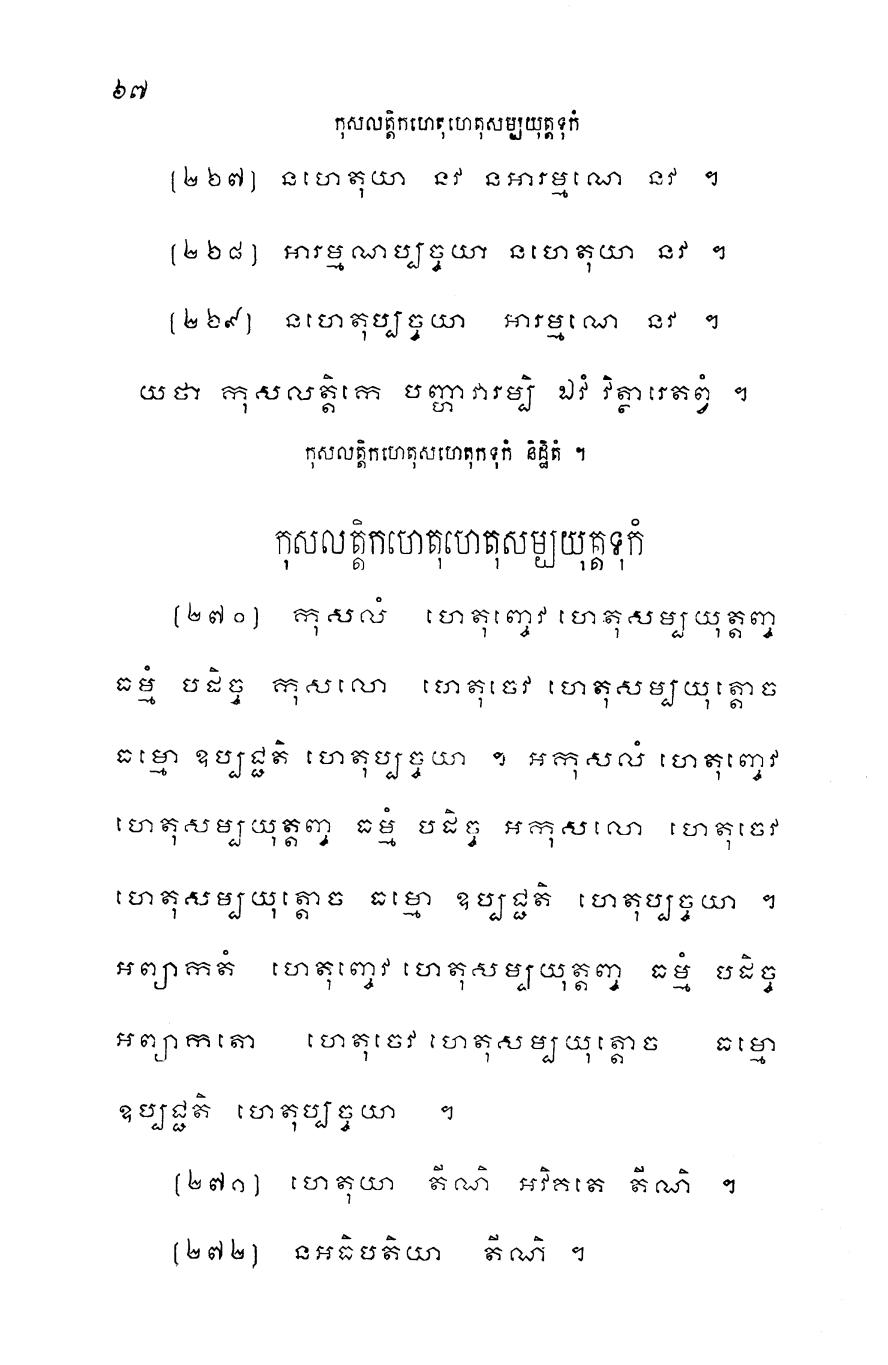 ៦៧
កុសលត្តិកហេតុហេតុសម្បយុត្តទុកំ
[២៦៧] នហេតុយា នវ នអារម្មណេ នវ ។
[២៦៨] អារម្មណប្បច្ចយា នហេតុយា នវ ។
[២៦៩] នហេតុប្បច្ចយា អារម្មណេ នវ ។
យថា កុសលត្តិកេ បញ្ហាវារម្បិ ឯវំ វិត្ថារេតព្វំ ។
កុសលត្តិកហេតុសហេតុកទុកំ និដ្ឋិតំ ។
កុសលត្តិកហេតុហេតុសម្បយុត្តទុកំ
[២៧០] កុសលំ ហេតុញ្ចេវ ហេតុសម្បយុត្តញ្ច
ធម្មំ បដិច្ច កុសលោ ហេតុចេវ ហេតុសម្បយុត្តោច
ធម្មោ ឧប្បជ្ជតិ ហេតុប្បច្ចយា ។ អកុសលំ ហេតុញ្ចេវ
ហេតុសម្បយុត្តញ្ច ធម្មំ បដិច្ច អកុសលោ ហេតុចេវ
ហេតុសម្បយុត្តោច ធម្មោ ឧប្បជ្ជតិ ហេតុប្បច្ចយា ។
អព្យាកតំ ហេតុញ្ចេវ ហេតុសម្បយុត្តញ្ច ធម្មំ បដិច្ច
អព្យាកតោ ហេតុចេវ ហេតុសម្បយុត្តោច ធម្មោ
ឧប្បជ្ជតិ ហេតុប្បច្ចយា ។
[២៧១] ហេតុយា តីណិ អវិគតេ តីណិ ។
[២៧២] នអធិបតិយា តីណិ ។